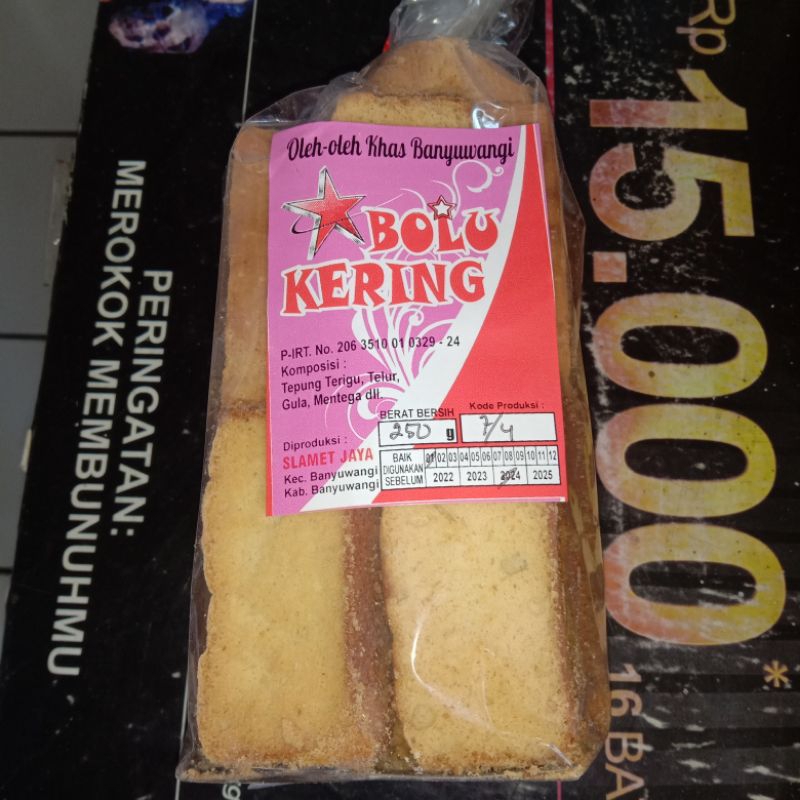 Oleh-oleh Khas Banyuwangi
BOLU
KERING
P-IRT. No. 206 3510 01 0329 - 24
Komposisi :
Tepung Terigu, Telur,
Gula, Mentega dll.
BERAT BERSIH
250 g
Kode Produksi :
7/4
Diproduksi :
SLAMET JAYA
Kec. Banyuwangi
Kab. Banyuwangi
BAIK DIGUNAKAN SEBELUM
01 02 03 04 05 06 07 08 09 10 11 12
2022 2023 2024 2025
PERINGATAN:
MEROKOK MEMBUNUHMU
Rp
15.000*
16 BA